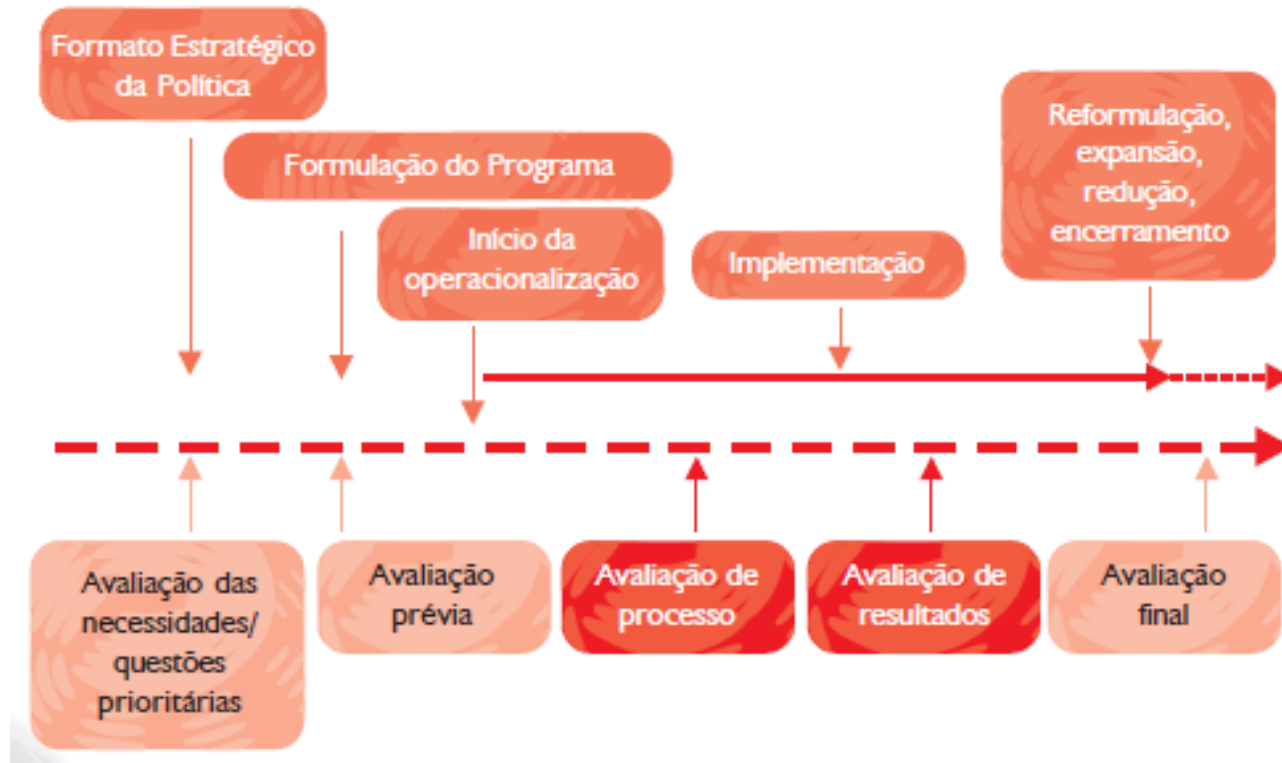 Formato Estratégico
da Política
Formulação do Programa
Início da
operacionalização
Implementação
Reformulação,
expansão,
redução,
encerramento
Avaliação das
necessidades/
questões
prioritárias
Avaliação
prévia
Avaliação de
processo
Avaliação de
resultados
Avaliação
final